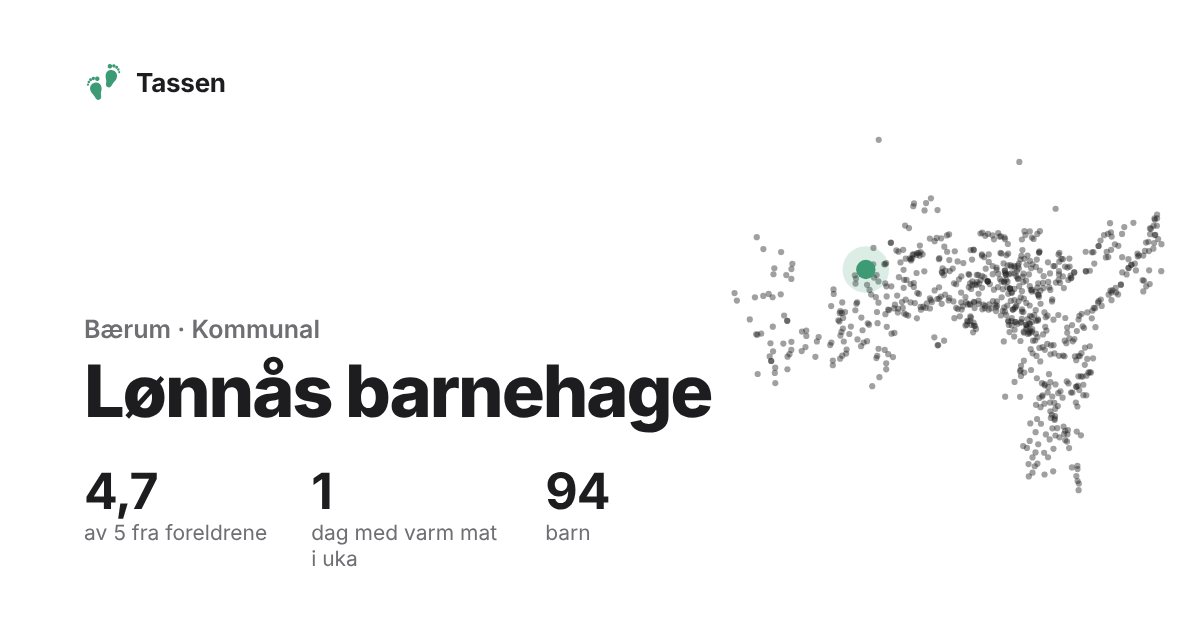 Tassen
Bærum · Kommunal
Lønnås barnehage
4,7
av 5 fra foreldrene
1
dag med varm mat
i uka
94
barn